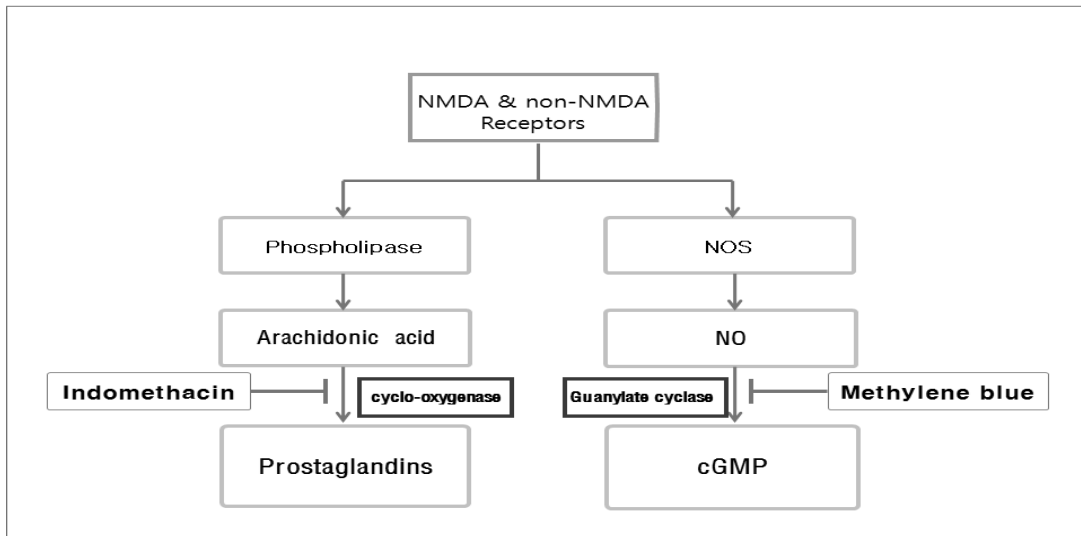 NMDA & non-NMDA
Receptors
Phospholipase
NOS
Arachidonic acid
NO
Indomethacin
cyclo-oxygenase
Guanylate cyclase
Methylene blue
Prostaglandins
cGMP